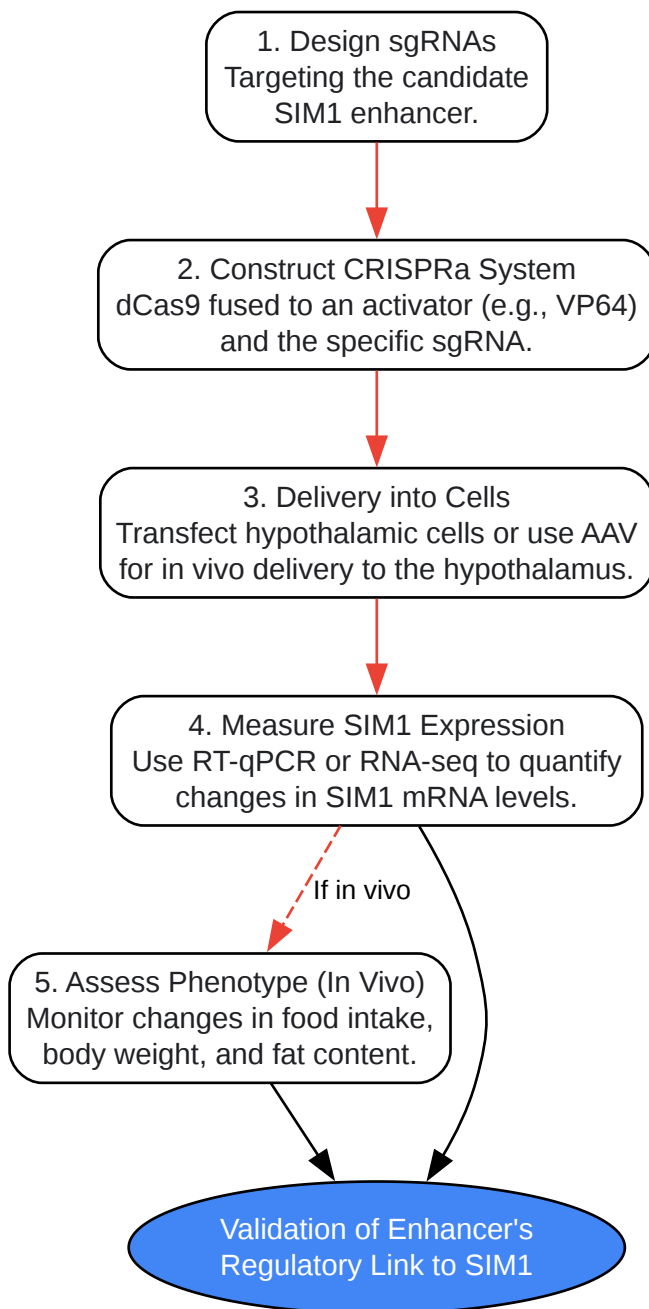 1. Design sgRNAs
Targeting the candidate
SIM1 enhancer.
2. Construct CRISPRa System
dCas9 fused to an activator (e.g., VP64)
and the specific sgRNA.
3. Delivery into Cells
Transfect hypothalamic cells or use AAV
for in vivo delivery to the hypothalamus.
4. Measure SIM1 Expression
Use RT-qPCR or RNA-seq to quantify
changes in SIM1 mRNA levels.
If in vivo
5. Assess Phenotype (In Vivo)
Monitor changes in food intake,
body weight, and fat content.
Validation of Enhancer's
Regulatory Link to SIM1